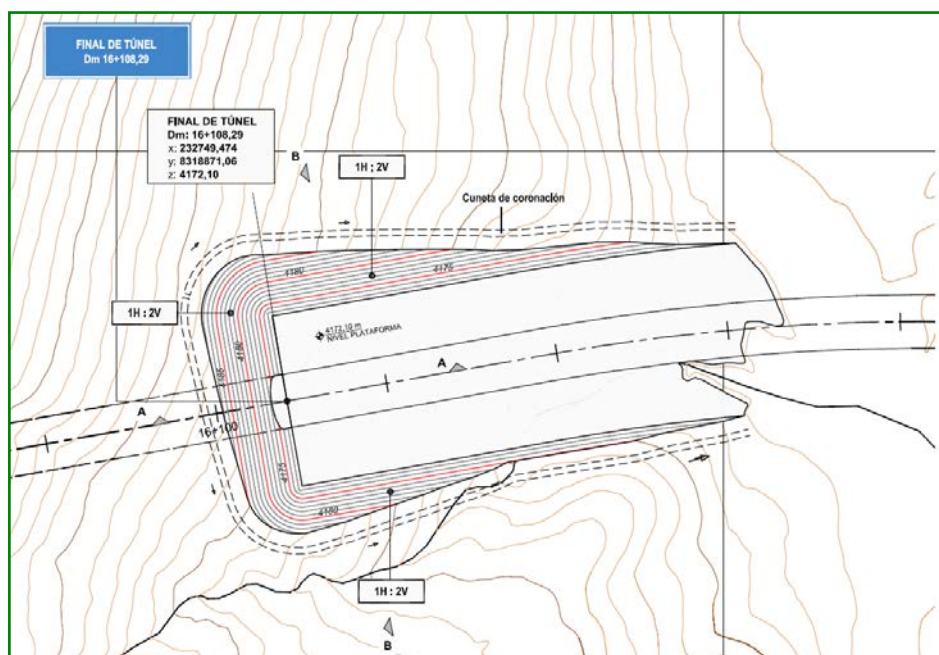 FINAL DE TÚNEL
Dm 16+108,29
FINAL DE TÚNEL
Dm: 16+108,29
x: 232749,474
y: 8318871,06
z: 4172,10
B
1H : 2V
Cuneta de coronación
4180
4175
1H : 2V
4172,10 m
NIVEL PLATAFORMA
4180
4185
A
A
16+100
4175
4180
1H : 2V
B